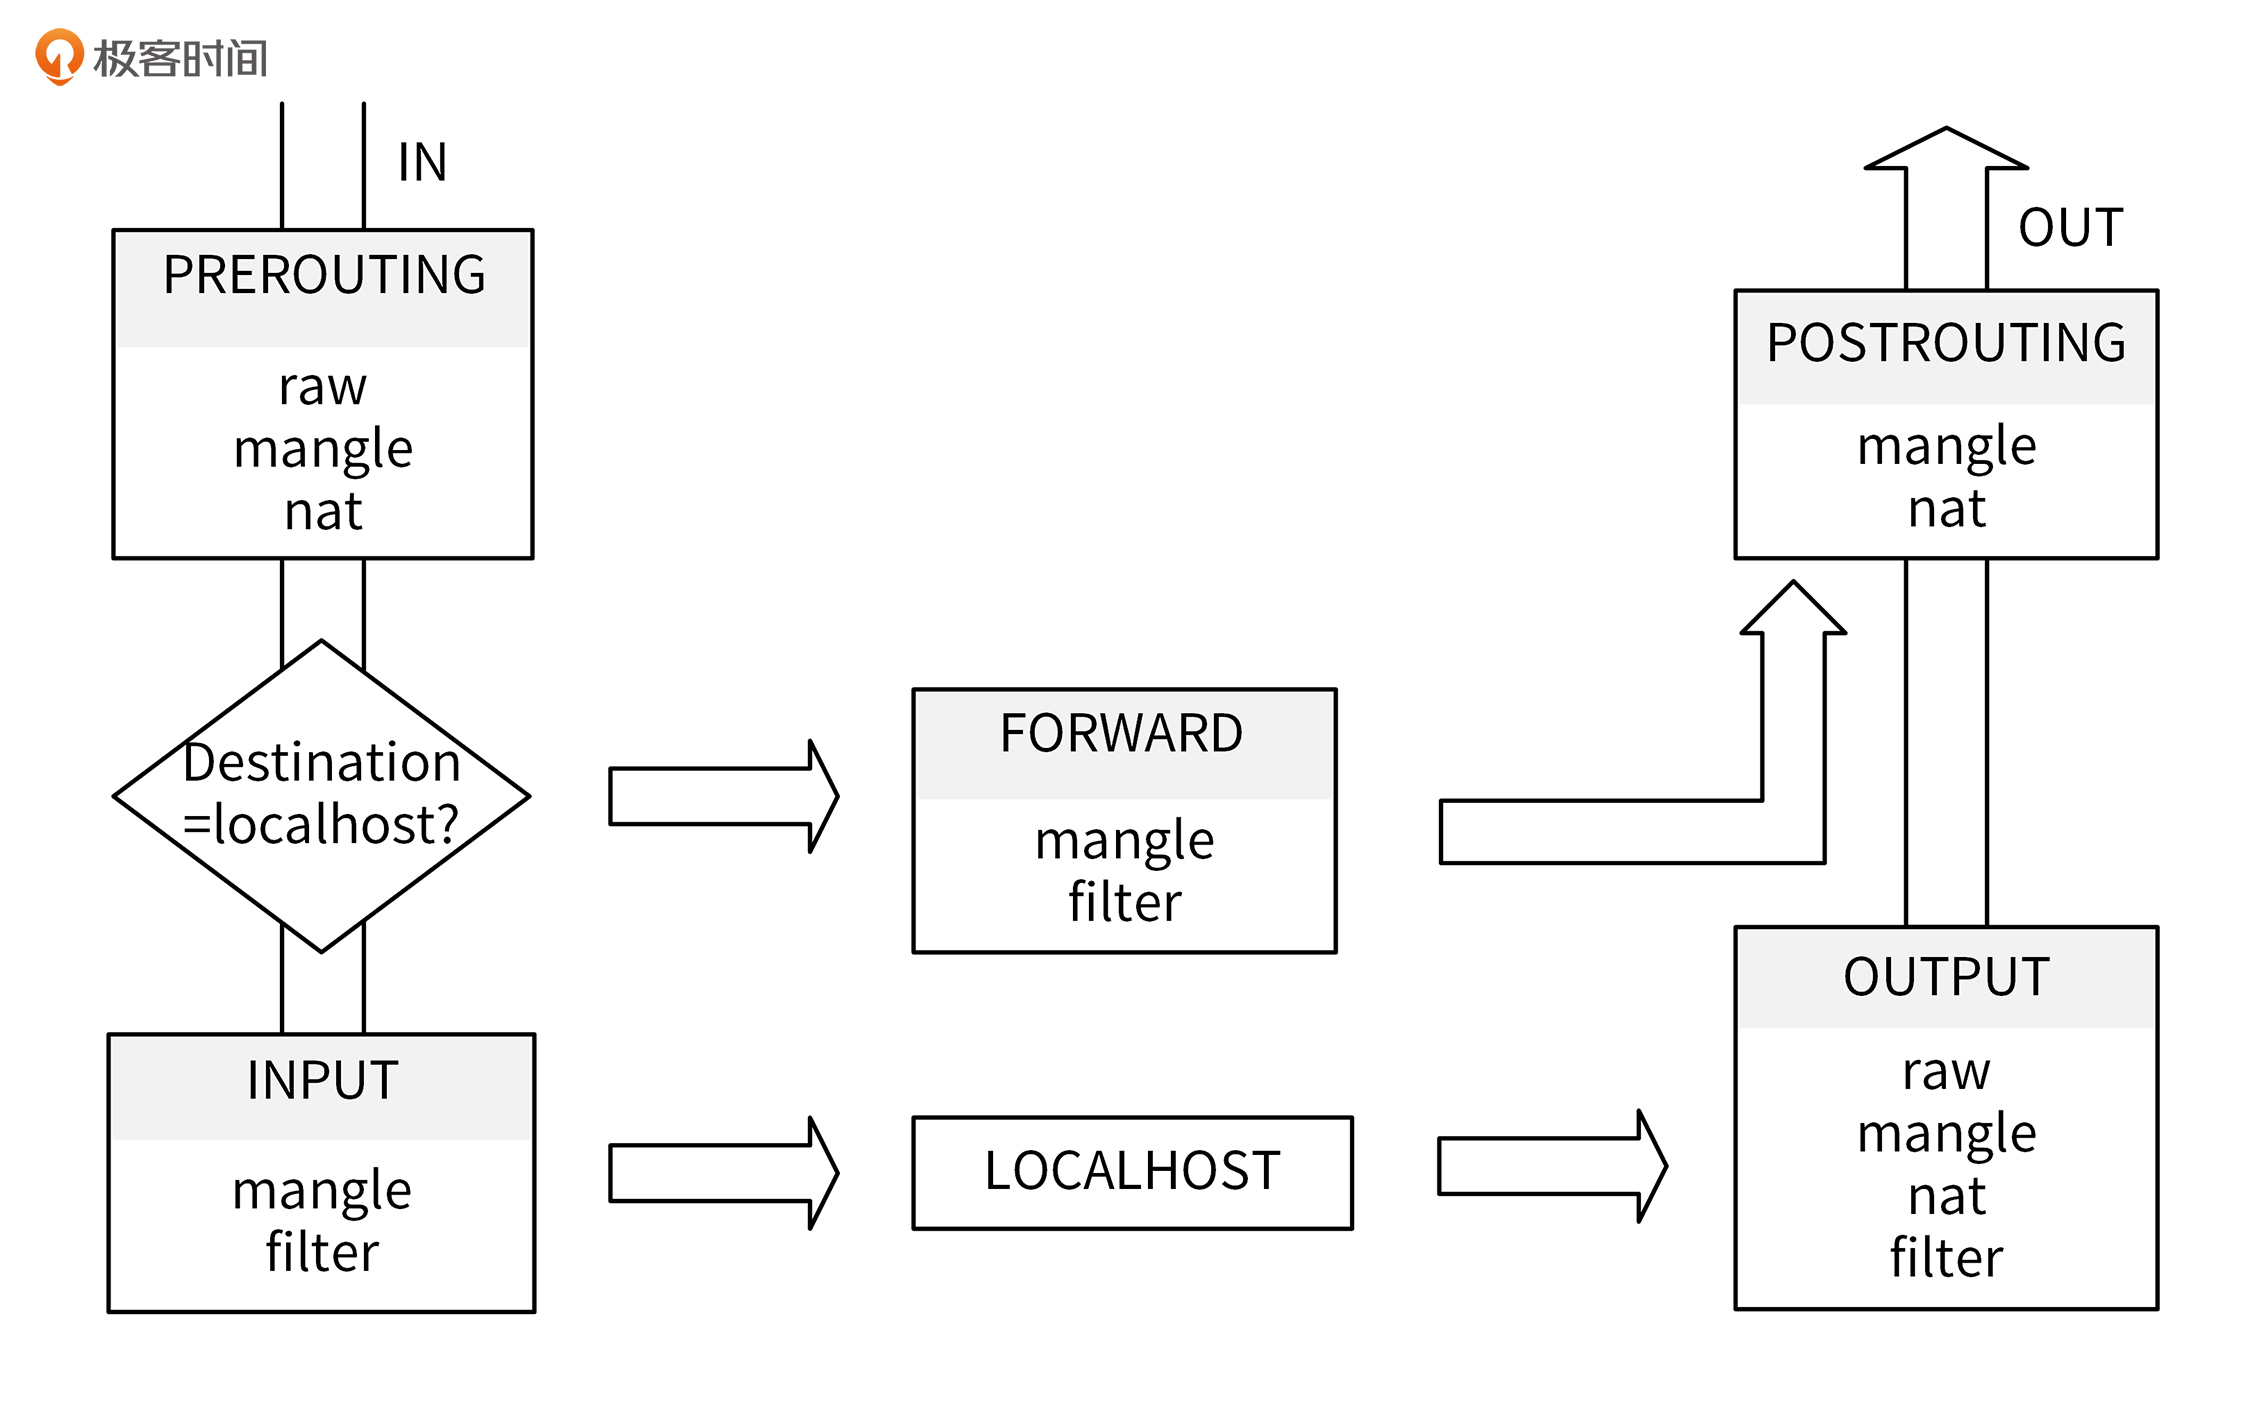 极客时间
IN
PREROUTING
raw
mangle
nat
Destination
=localhost?
INPUT
mangle
filter
FORWARD
mangle
filter
LOCALHOST
OUT
POSTROUTING
mangle
nat
OUTPUT
raw
mangle
nat
filter